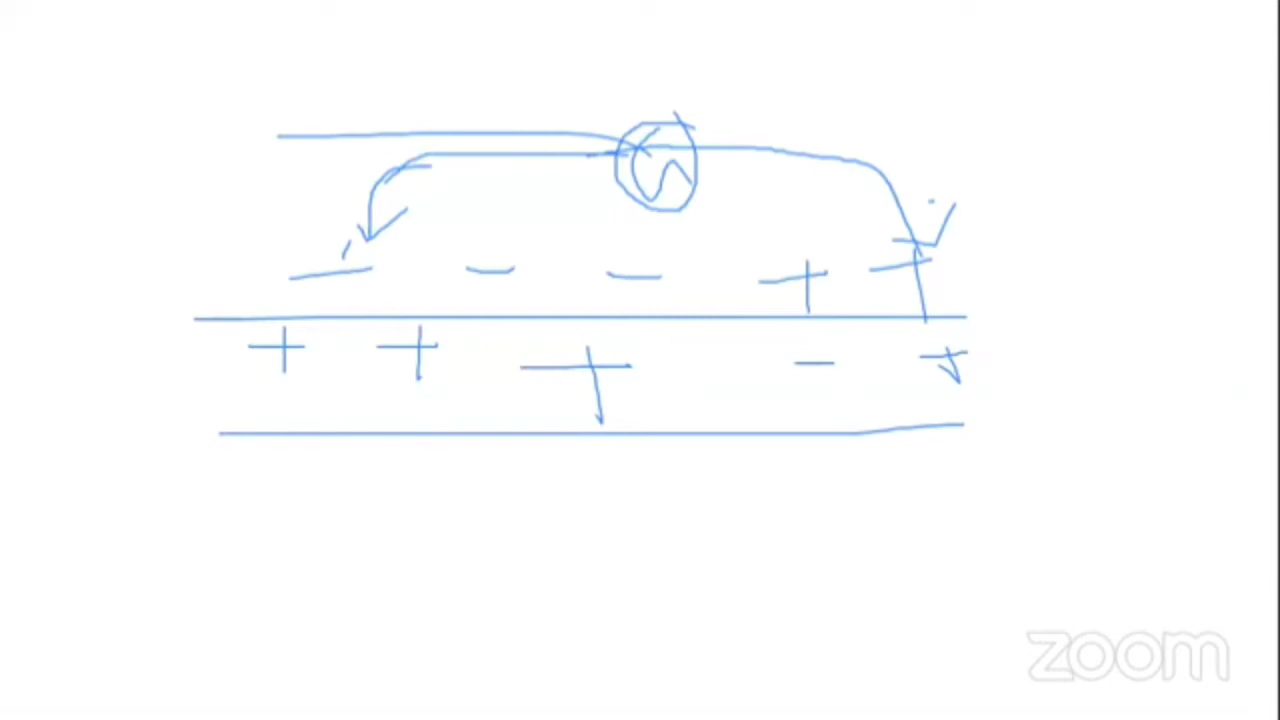 − − − + +
+ + + − +
zoom